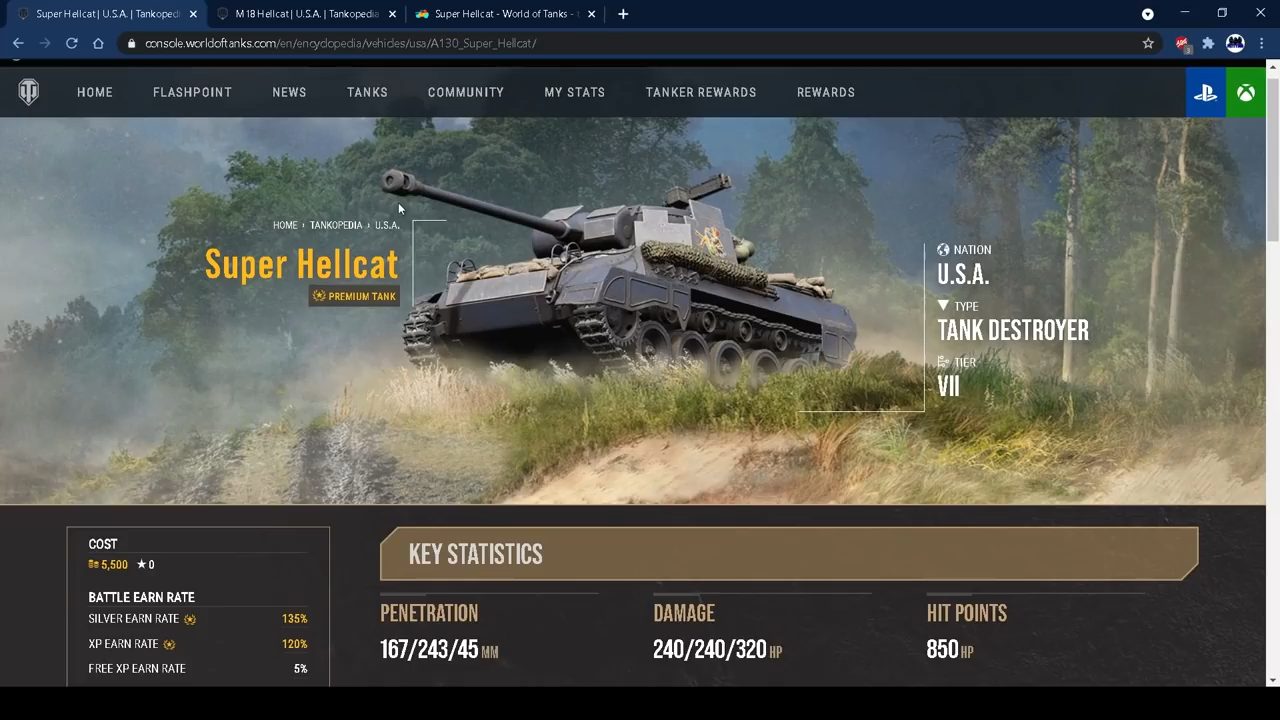 Super Hellcat | U.S.A. | Tankoped
M18 Hellcat | U.S.A. | Tankopedia
Super Hellcat - World of Tanks -
console.worldoftanks.com/en/encyclopedia/vehicles/usa/A130_Super_Hellcat/
3
HOME
FLASHPOINT
NEWS
TANKS
COMMUNITY
MY STATS
TANKER REWARDS
REWARDS
HOME › TANKOPEDIA › U.S.A.
Super Hellcat
PREMIUM TANK
NATION
U.S.A.
TYPE
TANK DESTROYER
TIER
VII
COST
5,500 ★ 0
BATTLE EARN RATE
SILVER EARN RATE 135%
XP EARN RATE 120%
FREE XP EARN RATE 5%
KEY STATISTICS
PENETRATION
167/243/45 MM
DAMAGE
240/240/320 HP
HIT POINTS
850 HP